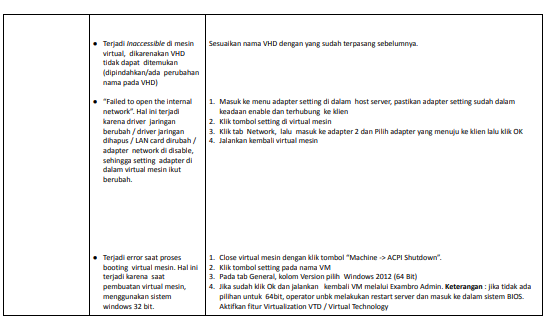 • Terjadi Inaccessible di mesin
virtual, dikarenakan VHD
tidak dapat ditemukan
(dipindahkan/ada perubahan
nama pada VHD)
Sesuaikan nama VHD dengan yang sudah terpasang sebelumnya.
• "Failed to open the internal
network". Hal ini terjadi
karena driver jaringan
berubah / driver jaringan
dihapus / LAN card dirubah /
adapter network di disable,
sehingga setting adapter di
dalam virtual mesin ikut
berubah.
1. Masuk ke menu adapter setting di dalam host server, pastikan adapter setting sudah dalam
keadaan enable dan terhubung ke klien
2. Klik tombol setting di virtual mesin
3. Klik tab Network, lalu masuk ke adapter 2 dan Pilih adapter yang menuju ke klien lalu klik OK
4. Jalankan kembali virtual mesin
• Terjadi error saat proses
booting virtual mesin. Hal ini
terjadi karena saat
pembuatan virtual mesin,
menggunakan sistem
windows 32 bit.
1. Close virtual mesin dengan klik tombol "Machine -> ACPI Shutdown".
2. Klik tombol setting pada nama VM
3. Pada tab General, kolom Version pilih Windows 2012 (64 Bit)
4. Jika sudah klik Ok dan jalankan kembali VM melalui Exambro Admin. Keterangan : jika tidak ada
pilihan untuk 64bit, operator unbk melakukan restart server dan masuk ke dalam sistem BIOS.
Aktifkan fitur Virtualization VTD / Virtual Technology